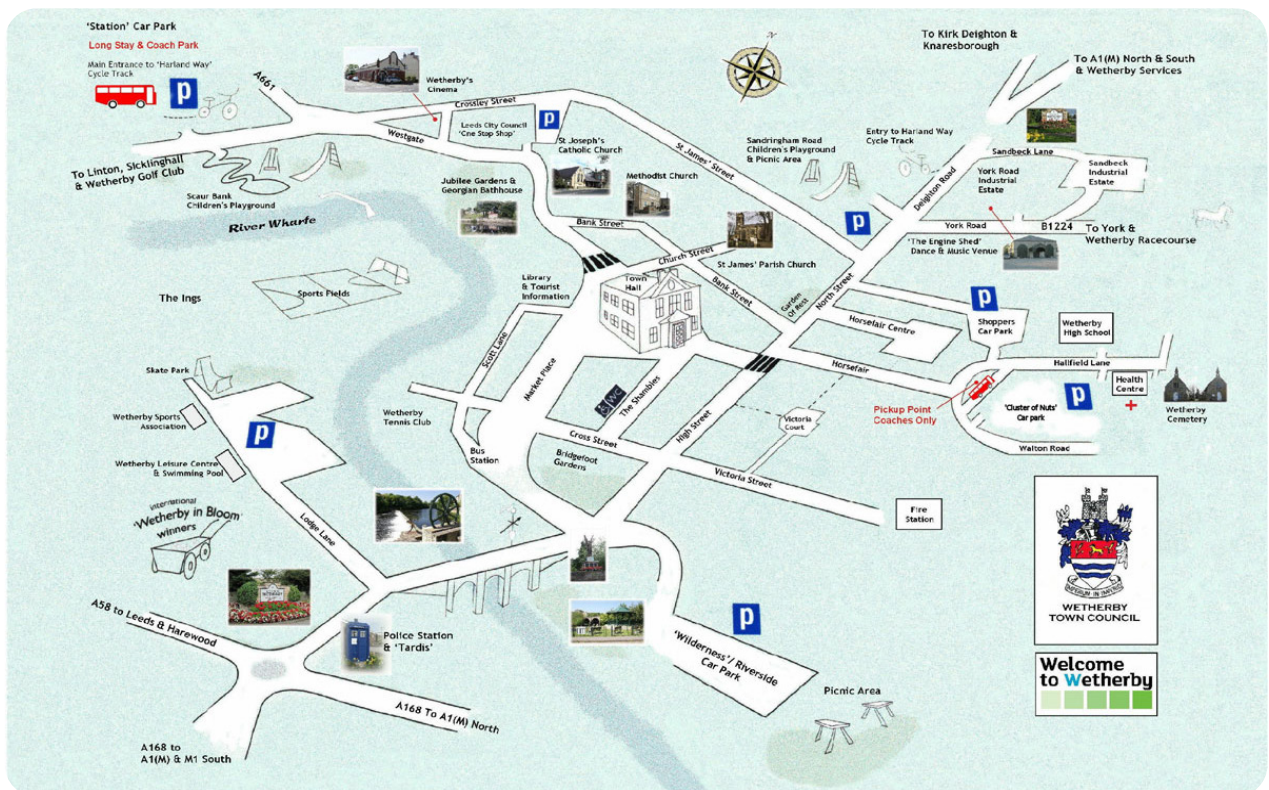 'Station' Car Park
Long Stay & Coach Park
Main Entrance to 'Harland Way'
Cycle Track
P
A661
Wetherby's
Cinema
Crossley Street
Westgate
Leeds City Council
'One Stop Shop'
P
St Joseph's
Catholic Church
N
To Kirk Deighton &
Knaresborough
To A1(M) North & South
& Wetherby Services
Sandringham Road
Children's Playground
& Picnic Area
Entry to Harland Way
Cycle Track
Sandbeck Lane
Sandbeck
Industrial
Estate
York Road
Industrial
Estate
Deighton Road
St James' Street
To Linton, Sicklinghall
& Wetherby Golf Club
Scaur Bank
Children's Playground
Jubilee Gardens &
Georgian Bathhouse
Methodist Church
River Wharfe
Bank Street
P
York Road
B1224
To York &
Wetherby Racecourse
'The Engine Shed'
Dance & Music Venue
Church Street
St James' Parish Church
Bank Street
Library
& Tourist
Information
Town
Hall
Garden
Of Rest
North Street
The Ings
Sports Fields
P
Shoppers
Car Park
Horsefair Centre
Wetherby
High School
Scott Lane
Market Place
Horsefair
Hallfield Lane
Skate Park
Health
Centre
Wetherby
Cemetery
P
'Cluster of Nuts'
Car park
Pickup Point
Coaches Only
WC
The Shambles
Wetherby Sports
Association
P
Wetherby
Tennis Club
Cross Street
High Street
Victoria
Court
Walton Road
Wetherby Leisure Centre
& Swimming Pool
Bus
Station
Bridgefoot
Gardens
Victoria Street
Fire
Station
International
'Wetherby in Bloom'
winners
Lodge Lane
A58 to Leeds & Harewood
Police Station
& 'Tardis'
P
'Wilderness'/ Riverside
Car Park
Picnic Area
A168 To A1(M) North
A168 to
A1(M) & M1 South
WETHERBY
TOWN COUNCIL
Welcome
to Wetherby